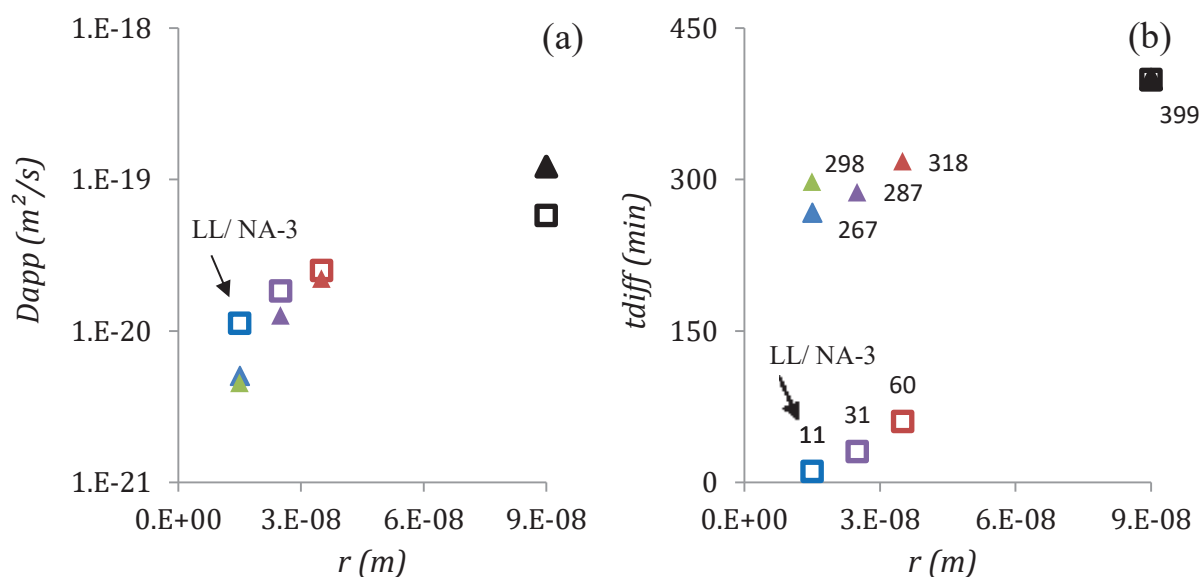 (a)
1.E-18
1.E-19
1.E-20
1.E-21
Dapp (m²/s)
LL/ NA-3
0.E+00 3.E-08 6.E-08 9.E-08
r (m)
(b)
450
300
150
0
tdiff (min)
399
298
318
287
267
LL/ NA-3
60
31
11
0.E+00 3.E-08 6.E-08 9.E-08
r (m)